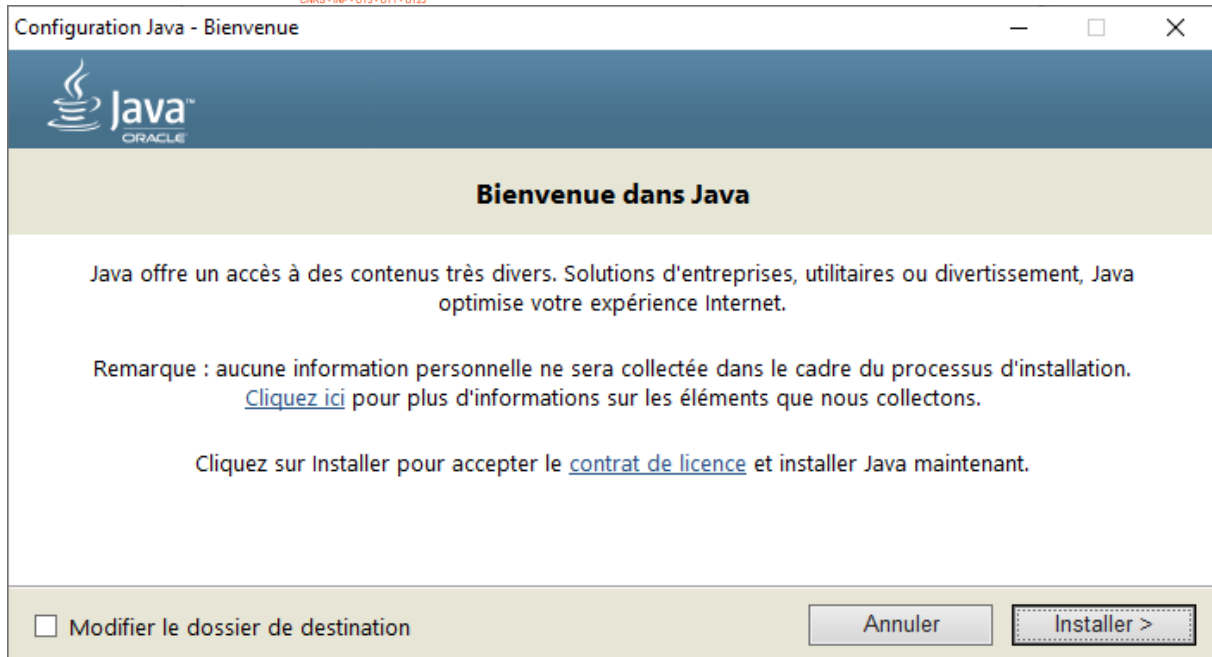 Configuration Java - Bienvenue
Java™
ORACLE
Bienvenue dans Java
Java offre un accès à des contenus très divers. Solutions d'entreprises, utilitaires ou divertissement, Java
optimise votre expérience Internet.
Remarque : aucune information personnelle ne sera collectée dans le cadre du processus d'installation.
Cliquez ici pour plus d'informations sur les éléments que nous collectons.
Cliquez sur Installer pour accepter le contrat de licence et installer Java maintenant.
Modifier le dossier de destination
Annuler
Installer >